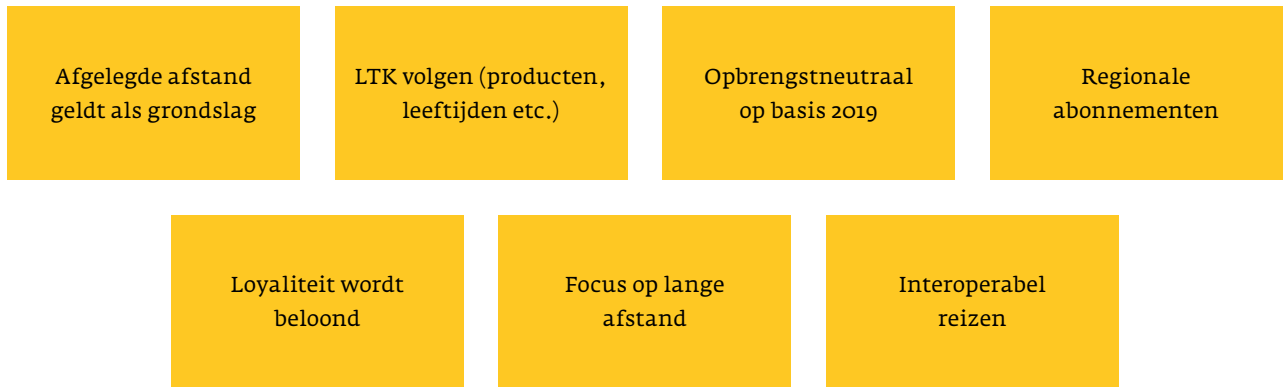 Afgelegde afstand
geldt als grondslag
LTK volgen (producten,
leeftijden etc.)
Opbrengstneutraal
op basis 2019
Regionale
abonnementen
Loyaliteit wordt
beloond
Focus op lange
afstand
Interoperabel
reizen